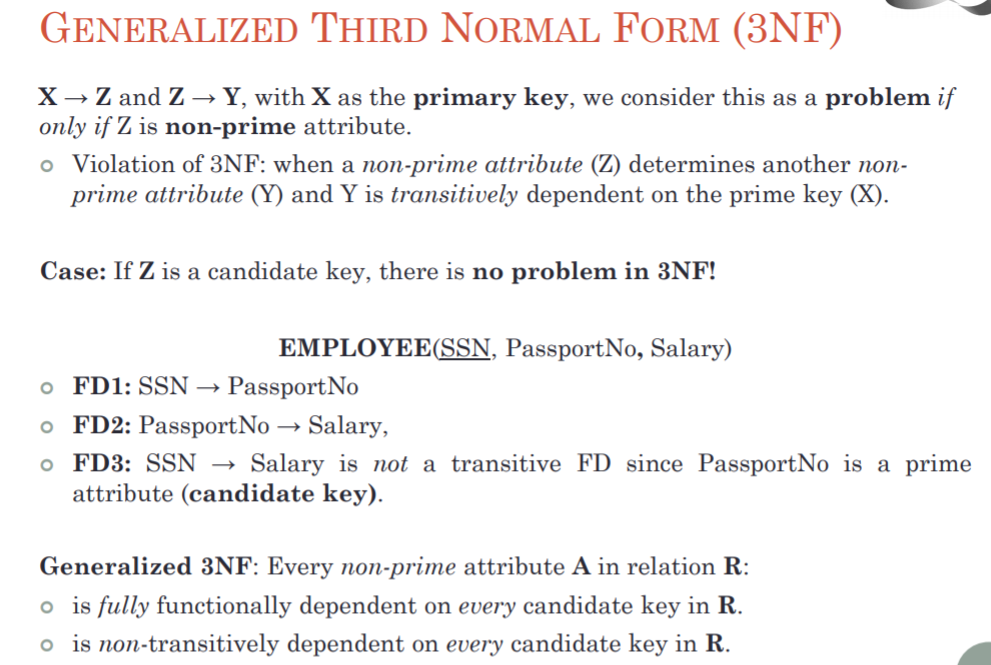 GENERALIZED THIRD NORMAL FORM (3NF)
X → Z and Z → Y, with X as the primary key, we consider this as a problem if
only if Z is non-prime attribute.
Violation of 3NF: when a non-prime attribute (Z) determines another non-
prime attribute (Y) and Y is transitively dependent on the prime key (X).
Case: If Z is a candidate key, there is no problem in 3NF!
EMPLOYEE(SSN, PassportNo, Salary)
FD1: SSN → PassportNo
FD2: PassportNo → Salary,
FD3: SSN → Salary is not a transitive FD since PassportNo is a prime
attribute (candidate key).
Generalized 3NF: Every non-prime attribute A in relation R:
is fully functionally dependent on every candidate key in R.
is non-transitively dependent on every candidate key in R.